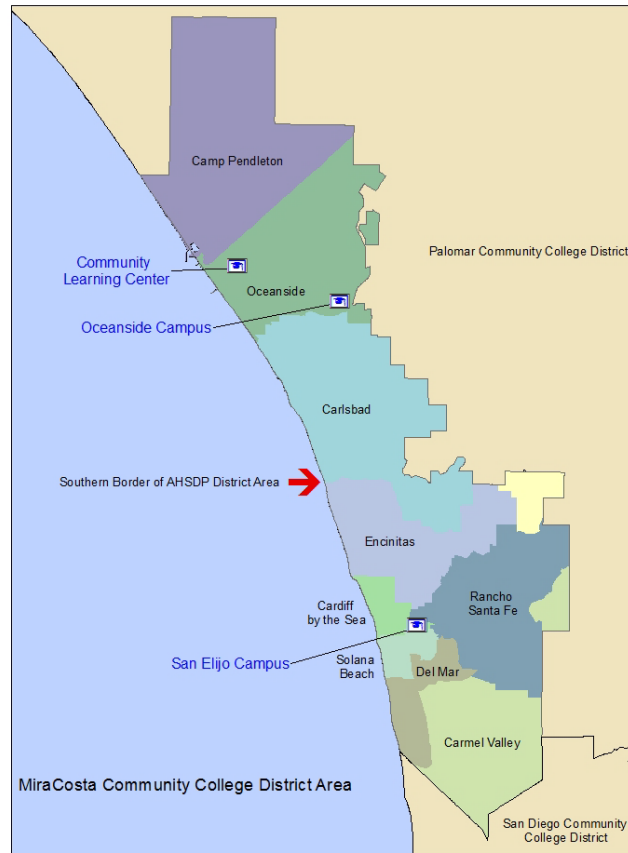 Camp Pendleton
Palomar Community College District
Community
Learning Center
Oceanside
Oceanside Campus
Carlsbad
Southern Border of AHSDP District Area
Encinitas
Rancho
Santa Fe
Cardiff
by the Sea
San Elijo Campus
Solana
Beach
Del Mar
Carmel Valley
MiraCosta Community College District Area
San Diego Community
College District